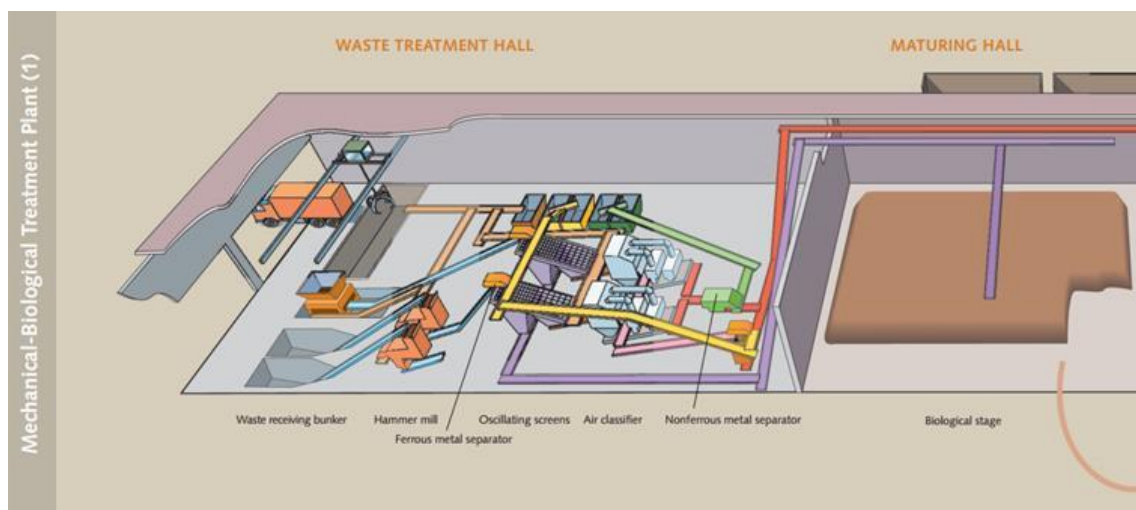 Mechanical-Biological Treatment Plant (1)
WASTE TREATMENT HALL
MATURING HALL
Waste receiving bunker
Hammer mill
Oscillating screens
Air classifier
Nonferrous metal separator
Biological stage
Ferrous metal separator